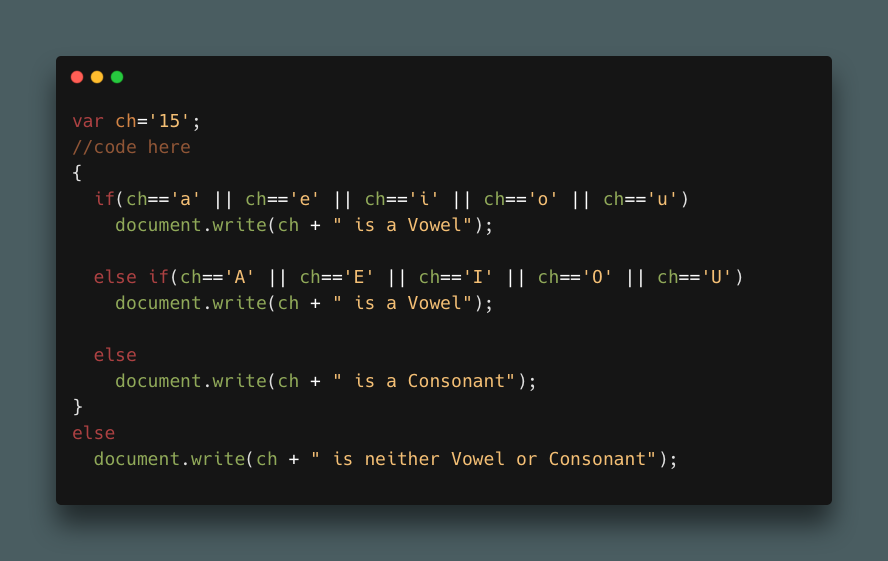 var ch='15';
//code here
{
  if(ch=='a' || ch=='e' || ch=='i' || ch=='o' || ch=='u')
    document.write(ch + " is a Vowel");

  else if(ch=='A' || ch=='E' || ch=='I' || ch=='O' || ch=='U')
    document.write(ch + " is a Vowel");

  else
    document.write(ch + " is a Consonant");
}
else
  document.write(ch + " is neither Vowel or Consonant");